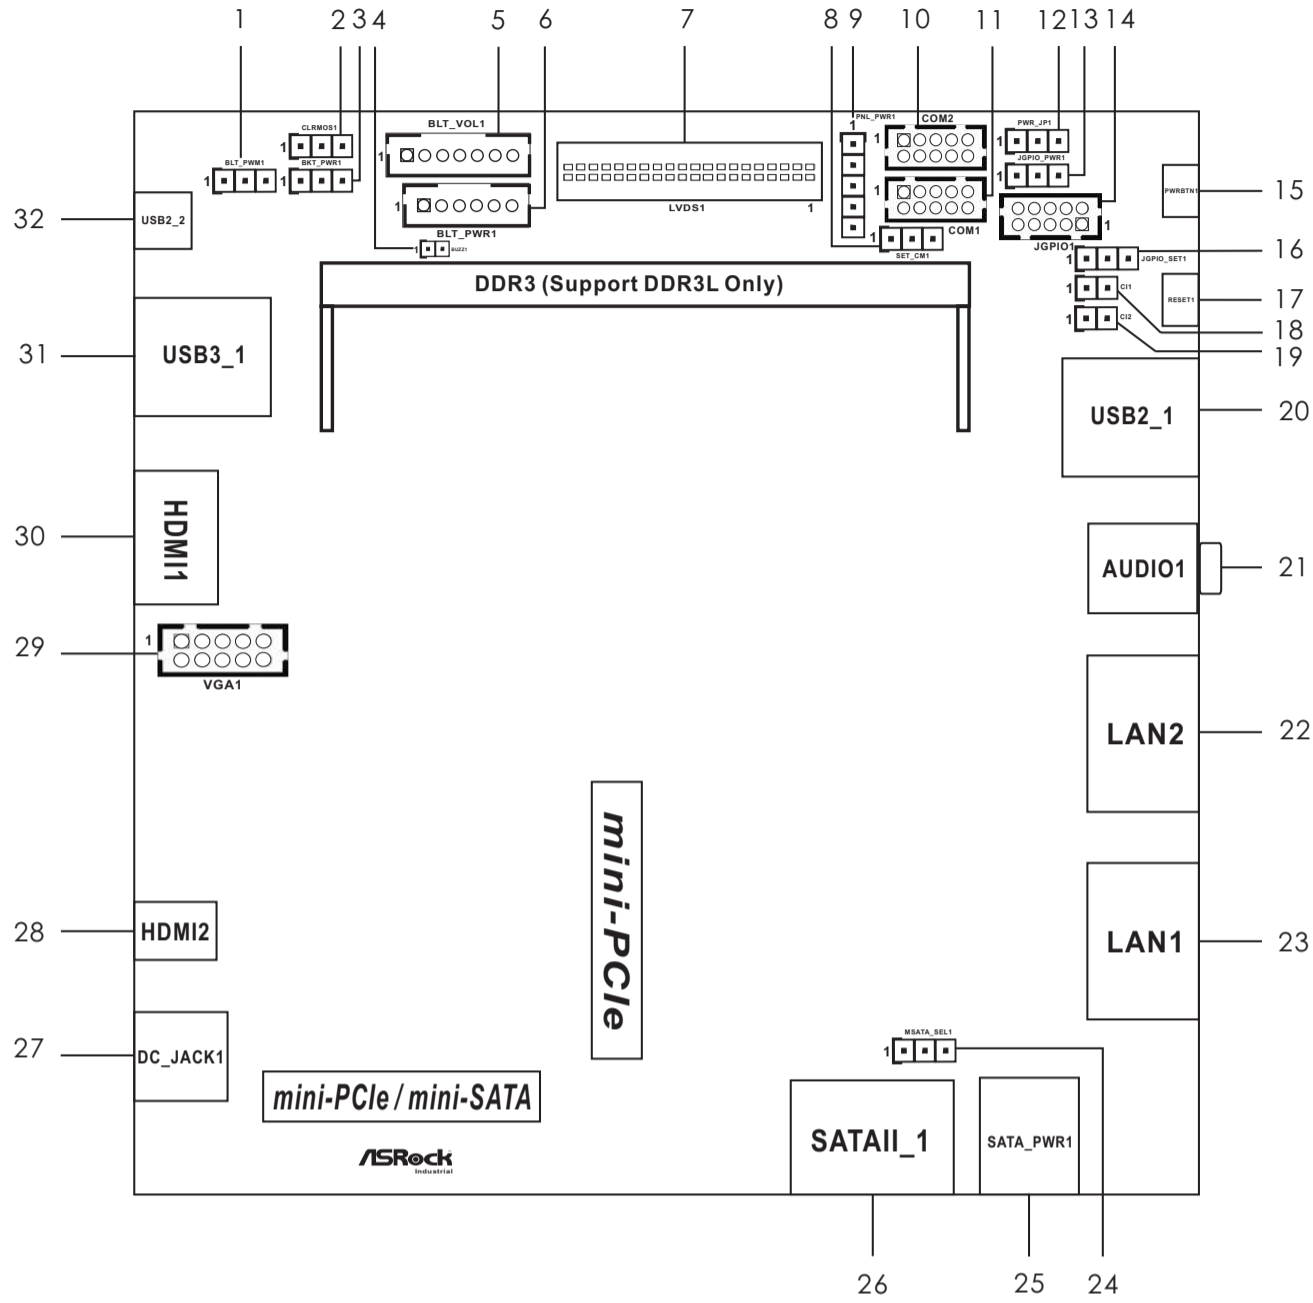 1 2 3 4 5 6 7 8 9 10 11 12 13 14
CLRMOS1
1
BLT_PWM1
1
BKT_PWR1
1
BLT_VOL1
1
BLT_PWR1
1
BUZZ1
1
LVDS1 1
PNL_PWR1
1
COM2
1
COM1
1
SET_CM1
1
PWR_JP1
1
JGPIO_PWR1
1
JGPIO1
1
JGPIO_SET1
1
CI1
1
CI2
1
PWRBTN1
15
16
RESET1
17
18
19
32
USB2_2
DDR3 (Support DDR3L Only)
31
USB3_1
USB2_1
20
30
HDMI1
AUDIO1
21
29
1
VGA1
LAN2
22
mini-PCIe
28
HDMI2
LAN1
23
27
DC_JACK1
MSATA_SEL1
1
mini-PCIe / mini-SATA
ASRock
Industrial
SATAII_1
SATA_PWR1
26 25 24